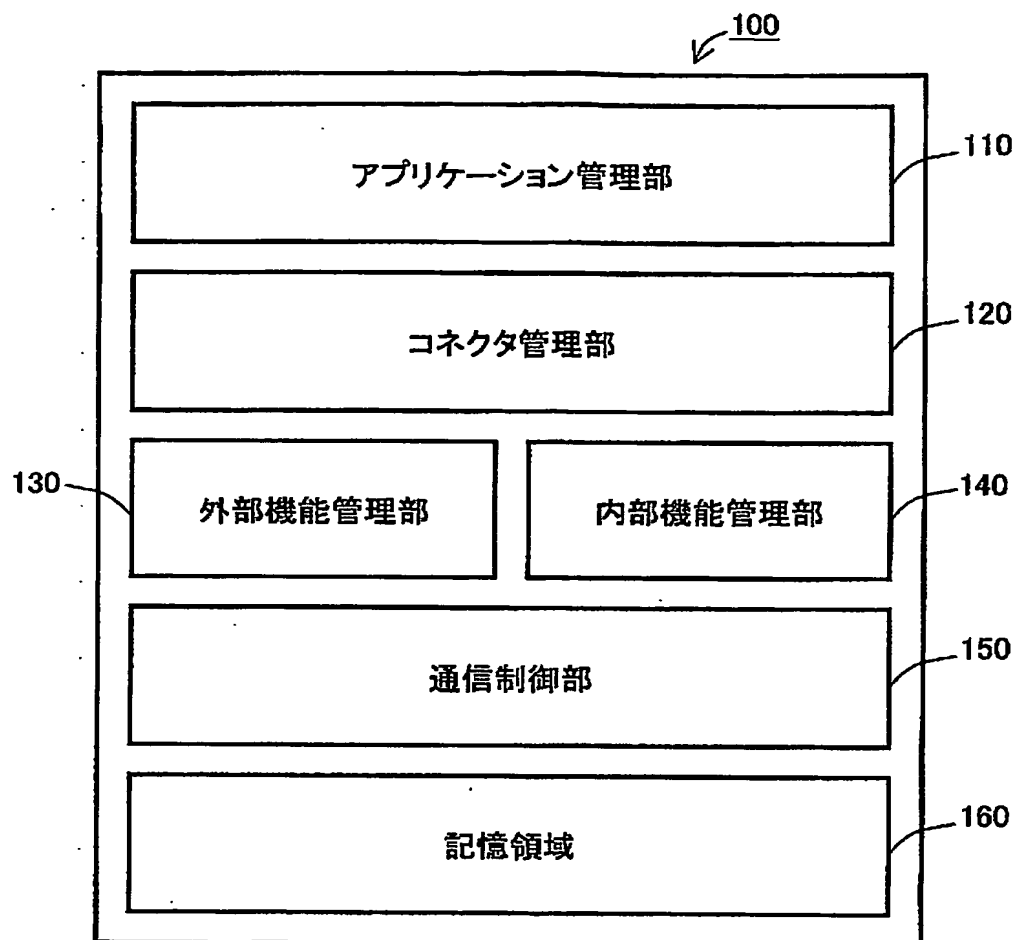 100
アプリケーション管理部
110
コネクタ管理部
120
130
外部機能管理部
内部機能管理部
140
通信制御部
150
記憶領域
160